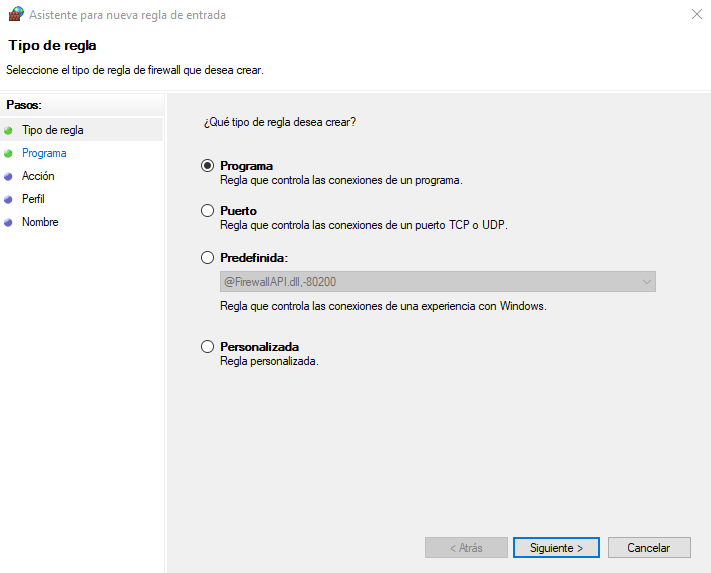 Asistente para nueva regla de entrada
Tipo de regla
Seleccione el tipo de regla de firewall que desea crear.
Pasos:
Tipo de regla
Programa
Acción
Perfil
Nombre
¿Qué tipo de regla desea crear?
Programa
Regla que controla las conexiones de un programa.
Puerto
Regla que controla las conexiones de un puerto TCP o UDP.
Predefinida:
@FirewallAPI.dll,-80200
Regla que controla las conexiones de una experiencia con Windows.
Personalizada
Regla personalizada.
< Atrás
Siguiente >
Cancelar